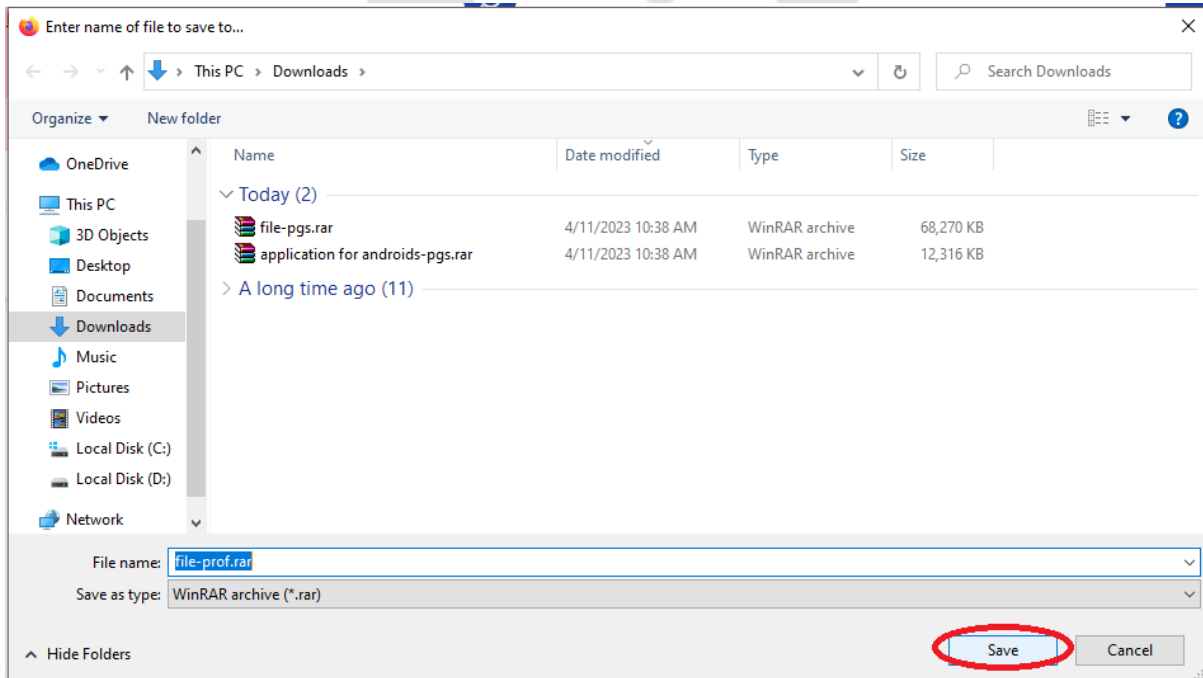 Enter name of file to save to...
This PC > Downloads >
Search Downloads
Organize
New folder
?
Name Date modified Type Size
OneDrive
This PC
3D Objects
Desktop
Documents
Downloads
Music
Pictures
Videos
Local Disk (C:)
Local Disk (D:)
Network
Today (2)
file-pgs.rar 4/11/2023 10:38 AM WinRAR archive 68,270 KB
application for androids-pgs.rar 4/11/2023 10:38 AM WinRAR archive 12,316 KB
A long time ago (11)
File name: file-prof.rar
Save as type: WinRAR archive (*.rar)
Hide Folders
Save
Cancel